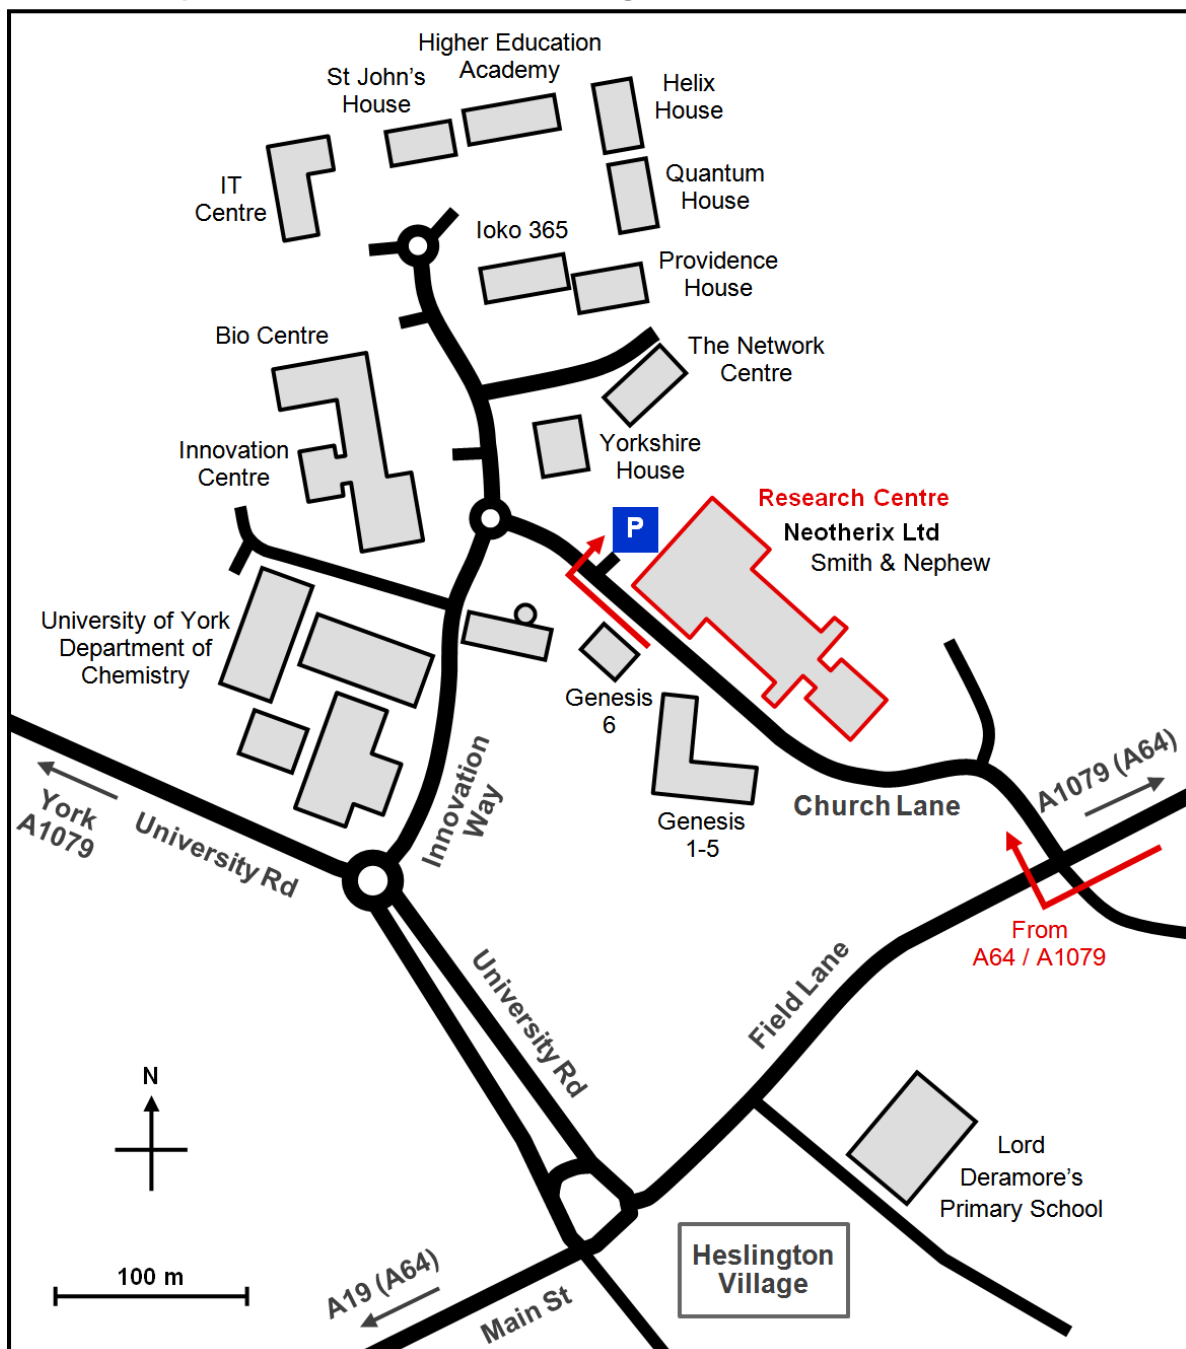 Higher Education
Academy
St John's
House
Helix
House
IT
Centre
Quantum
House
Ioko 365
Providence
House
Bio Centre
The Network
Centre
Innovation
Centre
Yorkshire
House
Research Centre
P
Neotherix Ltd
Smith & Nephew
University of York
Department of
Chemistry
Genesis
6
Innovation
Way
York
A1079
University Rd
A1079 (A64)
Church Lane
Genesis
1-5
From
A64 / A1079
University Rd
Field Lane
N
Lord
Deramore's
Primary School
Heslington
Village
100 m
A19 (A64)
Main St